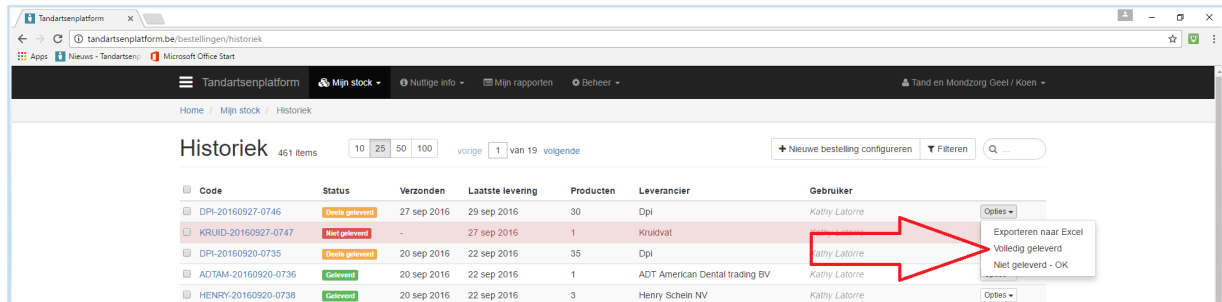 Tandartsenplatform
tandartsenplatform.be/bestellingen/historiek
Apps Nieuws - Tandartsenp Microsoft Office Start
Tandartsenplatform Mijn stock Nuttige info Mijn rapporten Beheer Tand en Mondzorg Geel / Koen
Home / Mijn stock / Historiek
Historiek 461 items 10 25 50 100 vorige 1 van 19 volgende + Nieuwe bestelling configureren Filteren ...
Code Status Verzonden Laatste levering Producten Leverancier Gebruiker
DPI-20160927-0746 Deels geleverd 27 sep 2016 29 sep 2016 30 Dpi Kathy Latorre Opties
KRUID-20160927-0747 Niet geleverd - 27 sep 2016 1 Kruidvat Kathy Latorre Exporteren naar Excel
Volledig geleverd
DPI-20160920-0735 Deels geleverd 20 sep 2016 22 sep 2016 35 Dpi Kathy Latorre
Niet geleverd - OK
ADTAM-20160920-0736 Geleverd 20 sep 2016 22 sep 2016 1 ADT American Dental trading BV Kathy Latorre
HENRY-20160920-0738 Geleverd 20 sep 2016 22 sep 2016 3 Henry Schein NV Kathy Latorre Opties